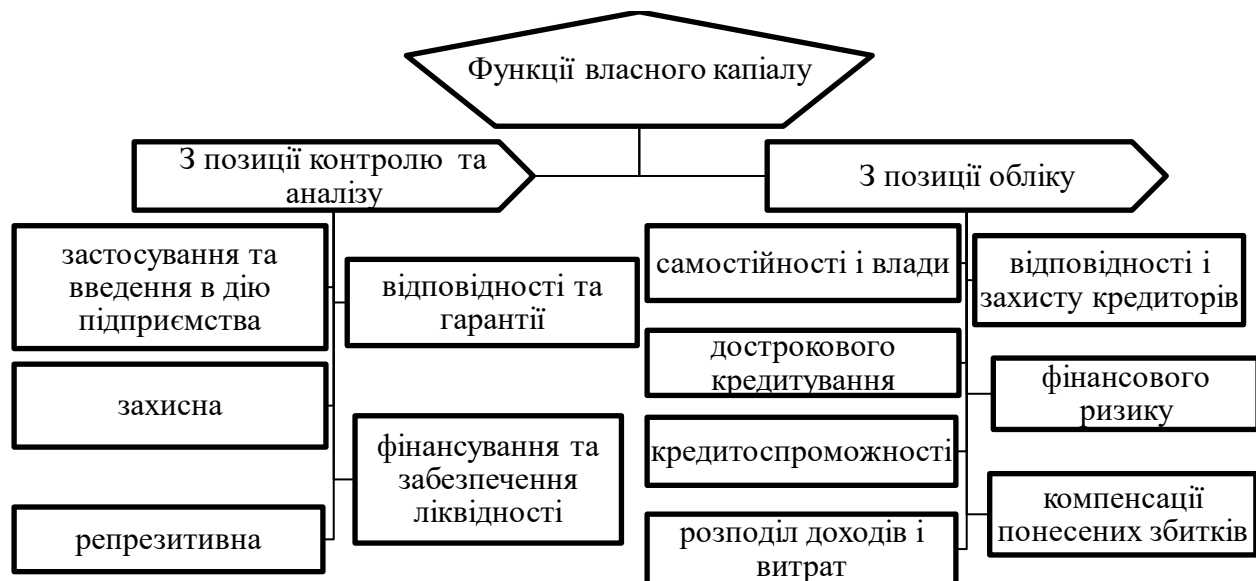 Функції власного капіалу
З позиції контролю та
аналізу
З позиції обліку
застосування та
введення в дію
підприємства
відповідності та
гарантії
захисна
фінансування та
забезпечення
ліквідності
репрезитивна
самостійності і влади
відповідності і
захисту кредиторів
дострокового
кредитування
фінансового
ризику
кредитоспроможності
компенсації
понесених збитків
розподіл доходів і
витрат